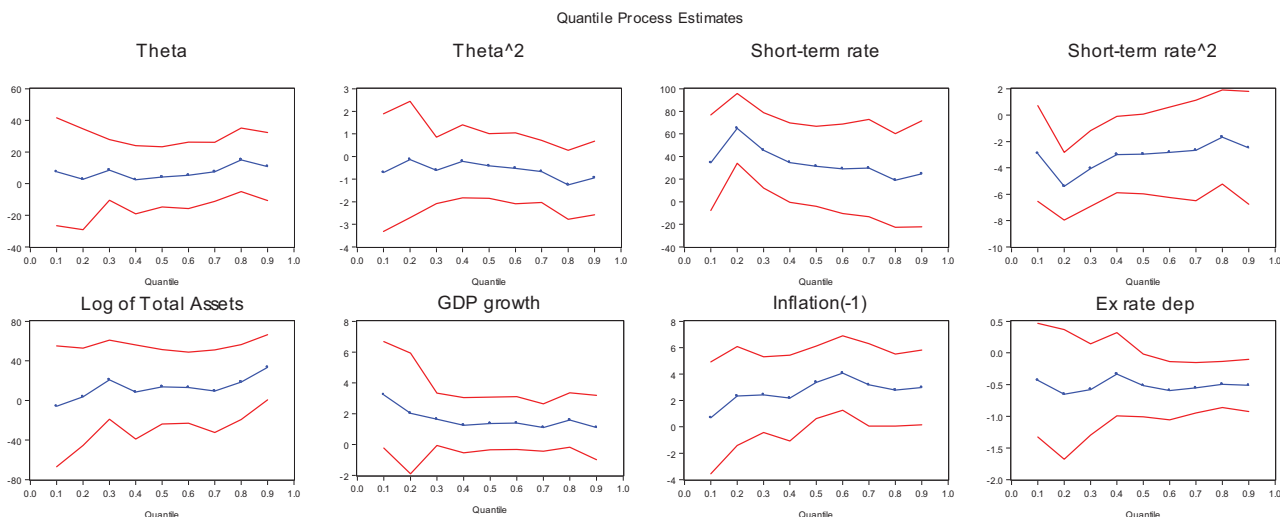 Quantile Process Estimates
Theta
Theta^2
Short-term rate
Short-term rate^2
60
40
20
0
-20
-40
0.0 0.1 0.2 0.3 0.4 0.5 0.6 0.7 0.8 0.9 1.0
Quantile
3
2
1
0
-1
-2
-3
-4
0.0 0.1 0.2 0.3 0.4 0.5 0.6 0.7 0.8 0.9 1.0
Quantile
100
80
60
40
20
0
-20
-40
0.0 0.1 0.2 0.3 0.4 0.5 0.6 0.7 0.8 0.9 1.0
Quantile
2
0
-2
-4
-6
-8
-10
0.0 0.1 0.2 0.3 0.4 0.5 0.6 0.7 0.8 0.9 1.0
Quantile
Log of Total Assets
GDP growth
Inflation(-1)
Ex rate dep
80
40
0
-40
-80
0.0 0.1 0.2 0.3 0.4 0.5 0.6 0.7 0.8 0.9 1.0
Quantile
8
6
4
2
0
-2
0.0 0.1 0.2 0.3 0.4 0.5 0.6 0.7 0.8 0.9 1.0
Quantile
8
6
4
2
0
-2
-4
0.0 0.1 0.2 0.3 0.4 0.5 0.6 0.7 0.8 0.9 1.0
Quantile
0.5
0.0
-0.5
-1.0
-1.5
-2.0
0.0 0.1 0.2 0.3 0.4 0.5 0.6 0.7 0.8 0.9 1.0
Quantile